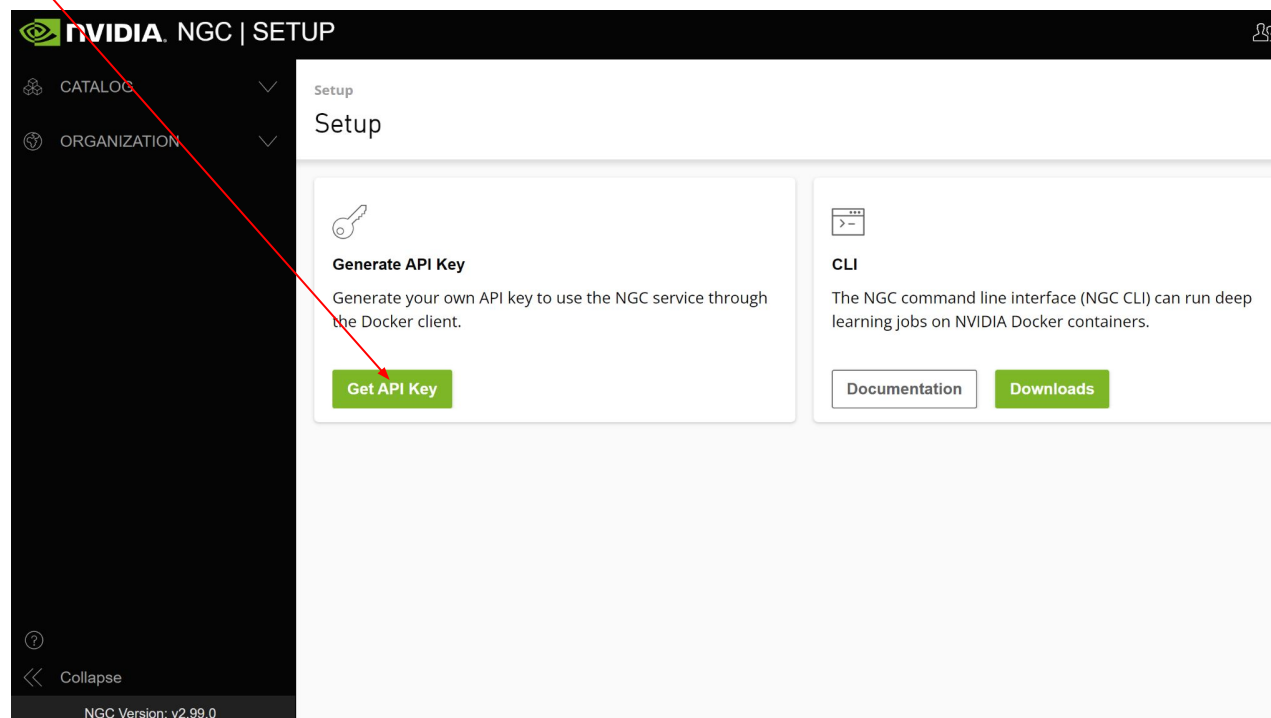 NVIDIA. NGC | SETUP
CATALOG
ORGANIZATION
Setup
Setup
Generate API Key
Generate your own API key to use the NGC service through
the Docker client.
Get API Key
CLI
The NGC command line interface (NGC CLI) can run deep
learning jobs on NVIDIA Docker containers.
Documentation
Downloads
Collapse
NGC Version: v2.99.0